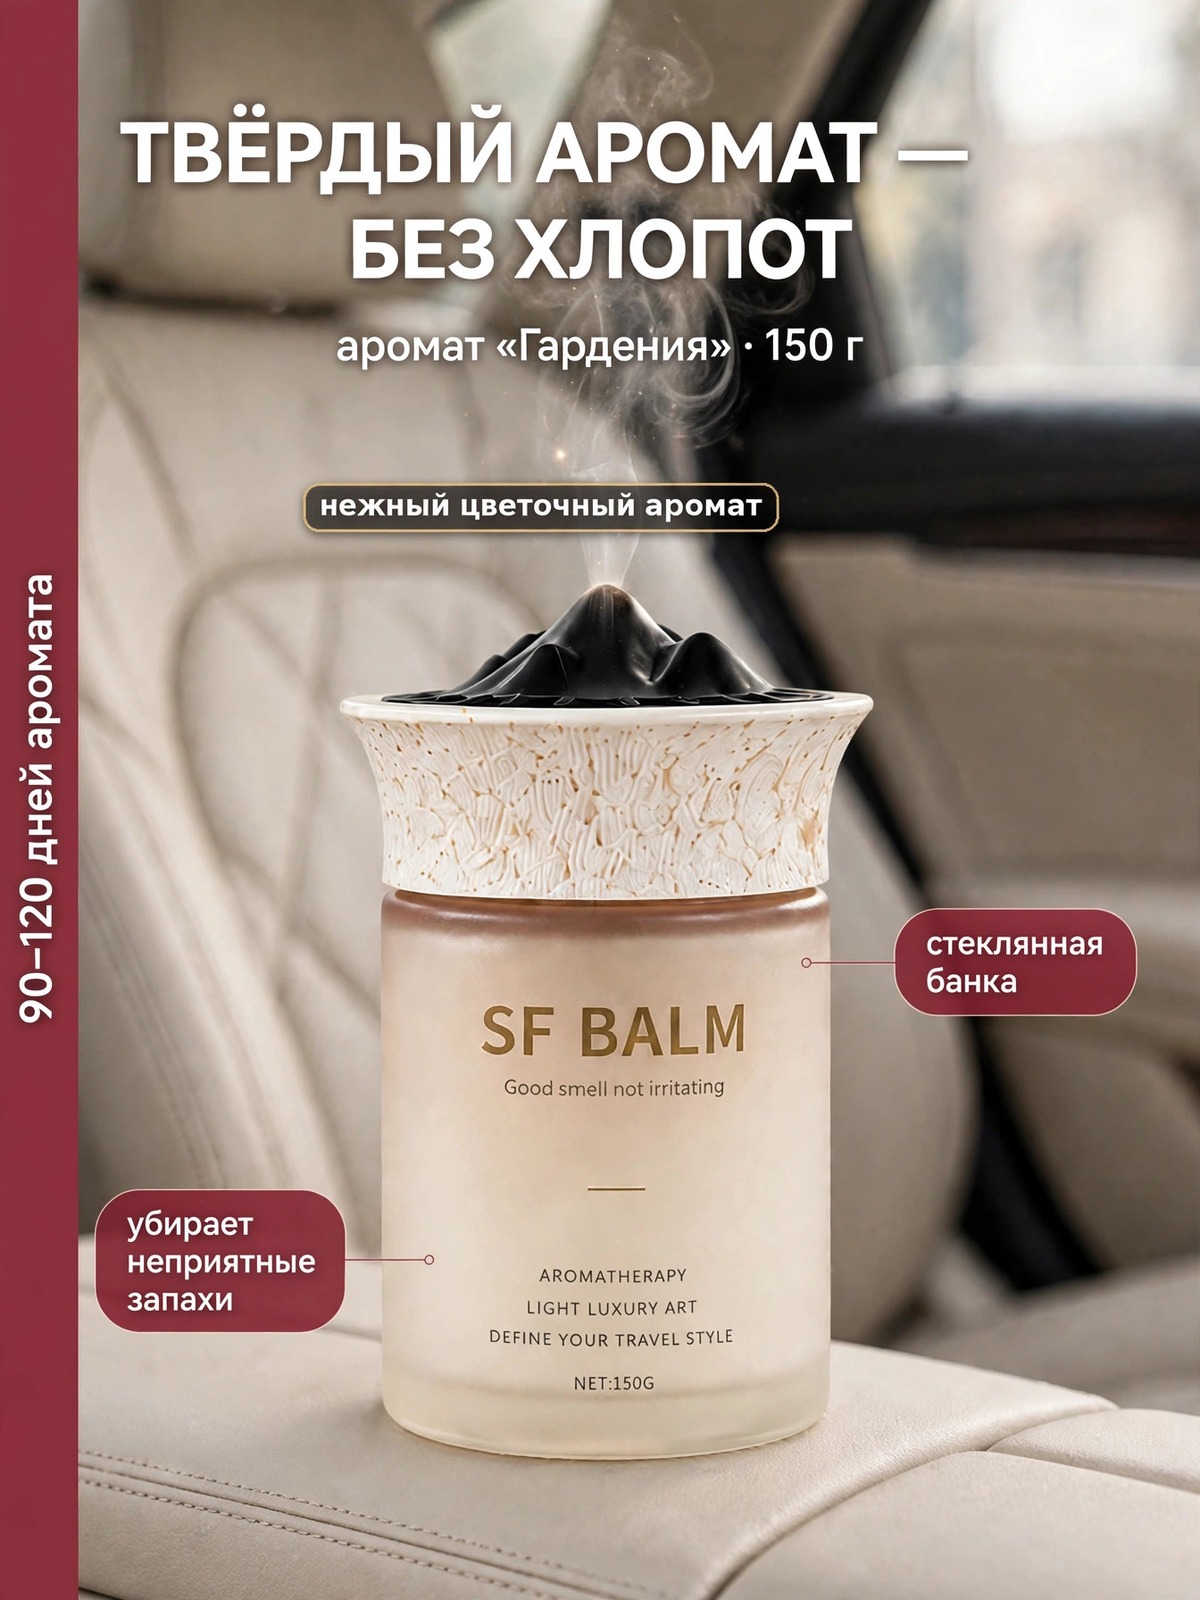 ТВЁРДЫЙ АРОМАТ —
БЕЗ ХЛОПОТ
аромат «Гардения» · 150 г
нежный цветочный аромат
90–120 дней аромата
стеклянная
банка
SF BALM
Good smell not irritating
убирает
неприятные
запахи
AROMATHERAPY
LIGHT LUXURY ART
DEFINE YOUR TRAVEL STYLE
NET:150G